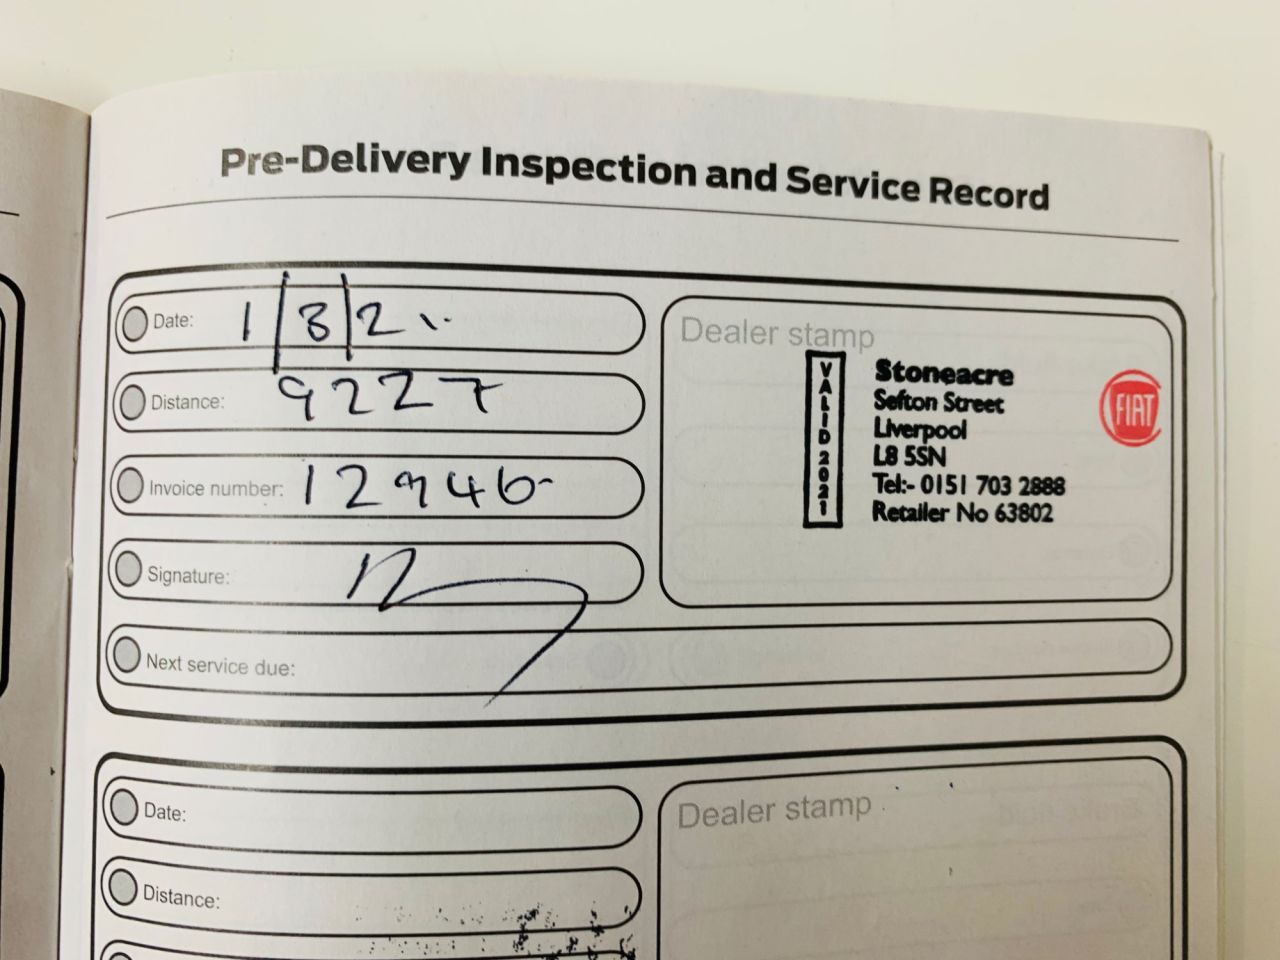 Pre-Delivery Inspection and Service Record
Date: 1/8/21
Distance: 9227
Invoice number: 12946
Signature:
Next service due:
Dealer stamp
VALID 2021
Stoneacre
Sefton Street
Liverpool
L8 5SN
Tel:- 0151 703 2888
Retailer No 63802
FIAT
Date:
Distance:
Dealer stamp